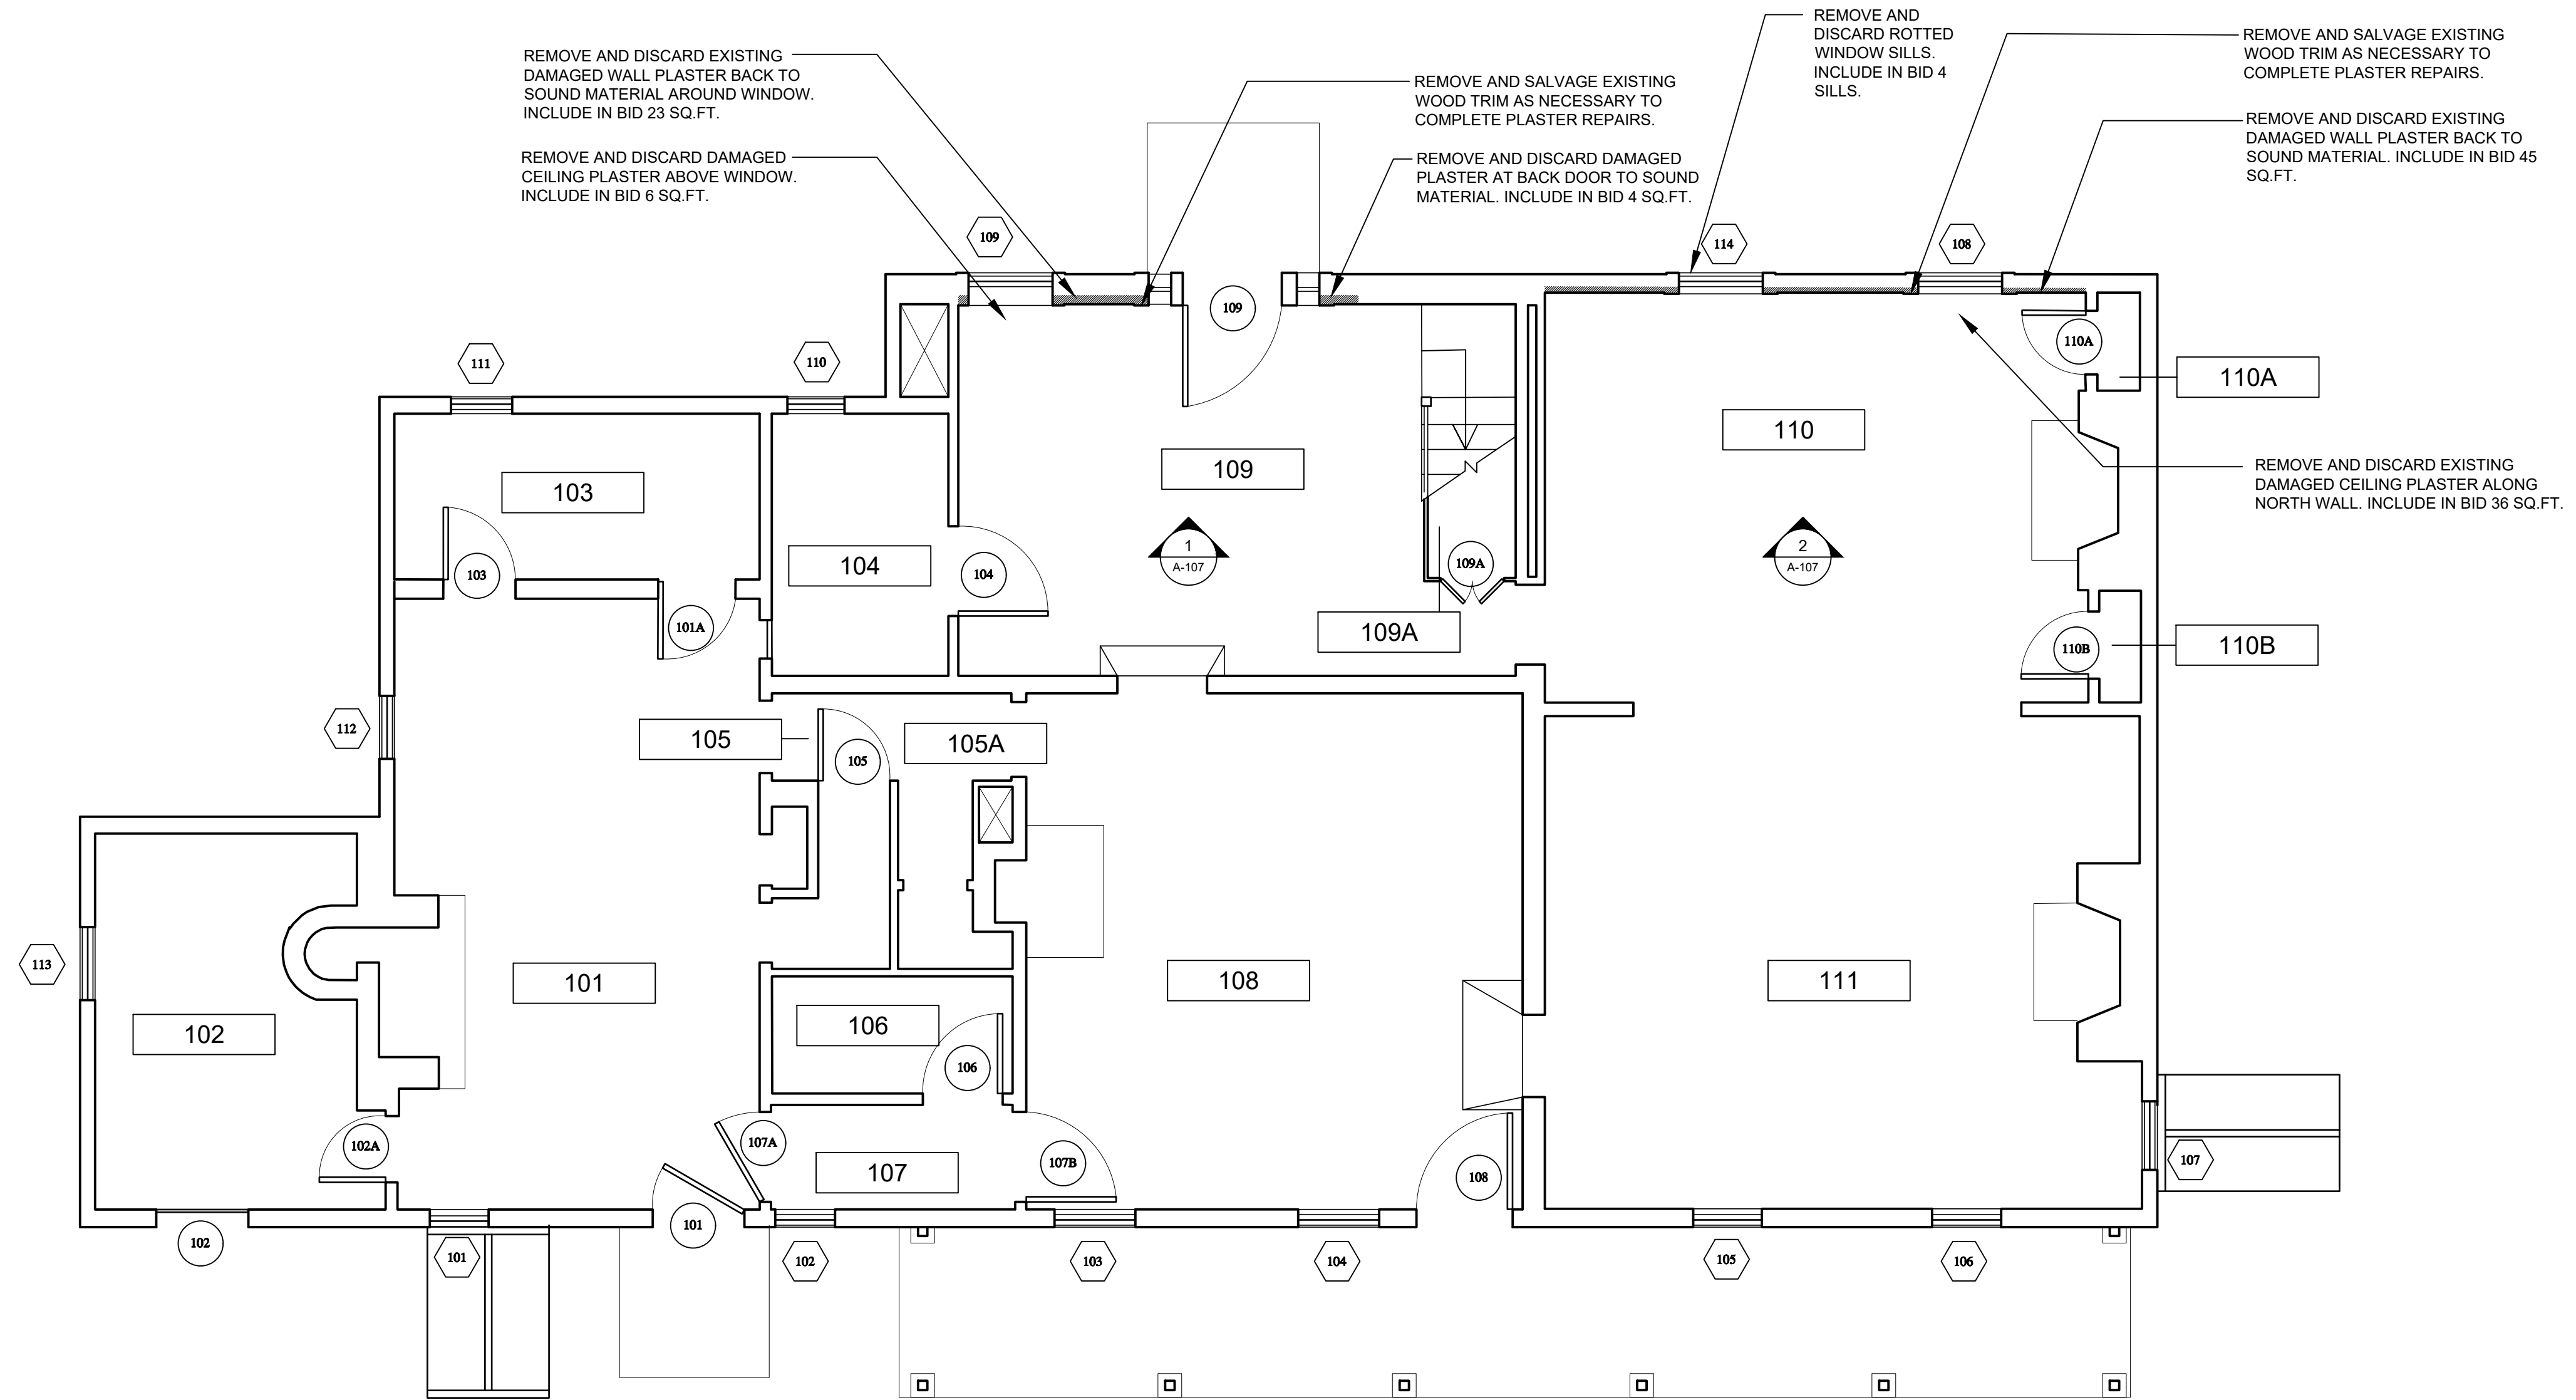 REMOVE AND DISCARD EXISTING
DAMAGED WALL PLASTER BACK TO
SOUND MATERIAL AROUND WINDOW.
INCLUDE IN BID 23 SQ.FT.
REMOVE AND DISCARD DAMAGED
CEILING PLASTER ABOVE WINDOW.
INCLUDE IN BID 6 SQ.FT.
REMOVE AND SALVAGE EXISTING
WOOD TRIM AS NECESSARY TO
COMPLETE PLASTER REPAIRS.
REMOVE AND DISCARD DAMAGED
PLASTER AT BACK DOOR TO SOUND
MATERIAL. INCLUDE IN BID 4 SQ.FT.
REMOVE AND
DISCARD ROTTED
WINDOW SILLS.
INCLUDE IN BID 4
SILLS.
REMOVE AND SALVAGE EXISTING
WOOD TRIM AS NECESSARY TO
COMPLETE PLASTER REPAIRS.
REMOVE AND DISCARD EXISTING
DAMAGED WALL PLASTER BACK TO
SOUND MATERIAL. INCLUDE IN BID 45
SQ.FT.
109
114
108
109
110A
111
110
110A
110
109
REMOVE AND DISCARD EXISTING
DAMAGED CEILING PLASTER ALONG
NORTH WALL. INCLUDE IN BID 36 SQ.FT.
103
1
A-107
2
A-107
104
103
104
109A
101A
109A
110B
110B
112
105
105A
105
113
101
108
111
102
106
106
102A
107A
107
107B
108
107
102
101
101
102
103
104
105
106